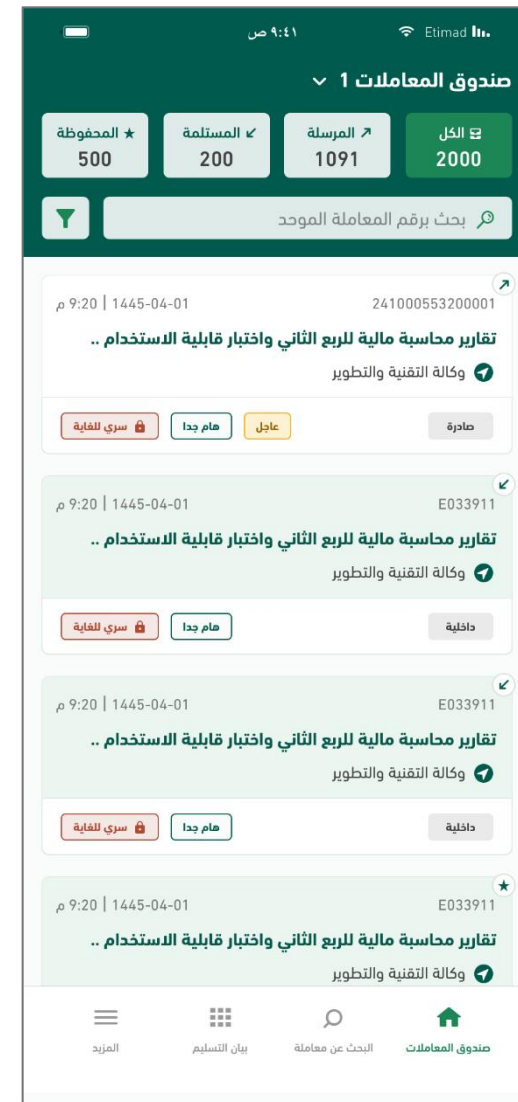 Etimad ٩:٤١ ص
صندوق المعاملات 1
الكل المرسلة المستلمة المحفوظة
2000 1091 200 500
بحث برقم المعاملة الموحد
241000553200001 1445-04-01 | 9:20 م
تقارير محاسبة مالية للربع الثاني واختبار قابلية الاستخدام ..
وكالة التقنية والتطوير
صادرة عاجل هام جدا سري للغاية
E033911 1445-04-01 | 9:20 م
تقارير محاسبة مالية للربع الثاني واختبار قابلية الاستخدام ..
وكالة التقنية والتطوير
داخلية هام جدا سري للغاية
E033911 1445-04-01 | 9:20 م
تقارير محاسبة مالية للربع الثاني واختبار قابلية الاستخدام ..
وكالة التقنية والتطوير
داخلية هام جدا سري للغاية
E033911 1445-04-01 | 9:20 م
تقارير محاسبة مالية للربع الثاني واختبار قابلية الاستخدام ..
وكالة التقنية والتطوير
صندوق المعاملات البحث عن معاملة بيان التسليم المزيد